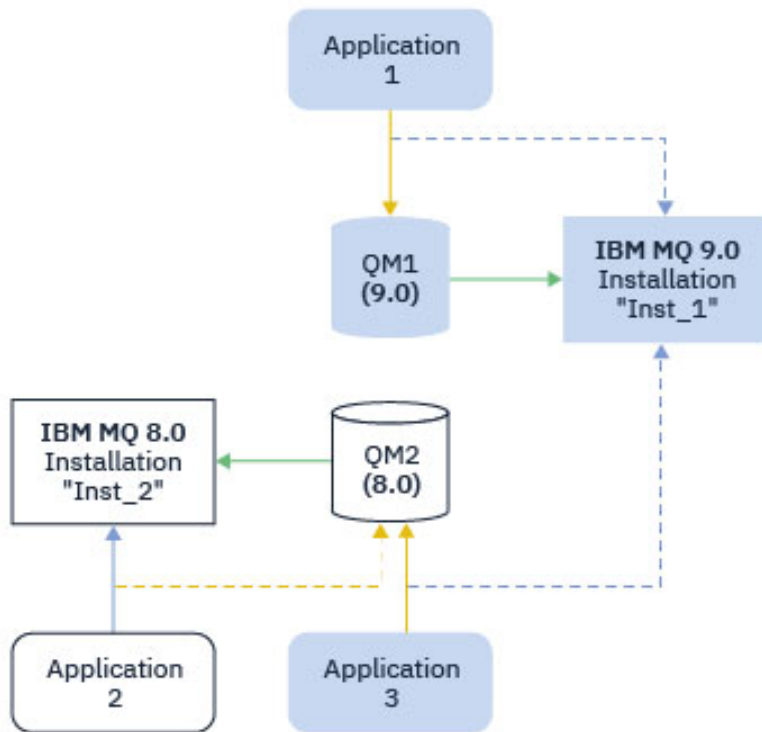 Application
1
QM1
(9.0)
IBM MQ 9.0
Installation
"Inst_1"
IBM MQ 8.0
Installation
"Inst_2"
QM2
(8.0)
Application
2
Application
3